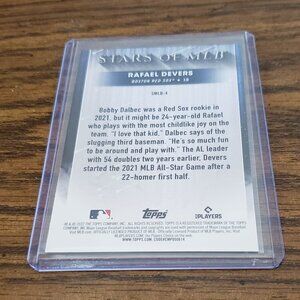 STARS OF MLB
RAFAEL DEVERS
BOSTON RED SOX® • 3B
SMLB-4
Bobby Dalbec was a Red Sox rookie in
2021, but it might be 24-year-old Rafael
who plays with the most childlike joy on the
team. "I love that kid," Dalbec says of the
slugging third baseman. "He's so much fun
to be around and play with." The AL leader
with 54 doubles two years earlier, Devers
started the 2021 MLB All-Star Game after a
22-homer first half.
Topps
PLAYERS